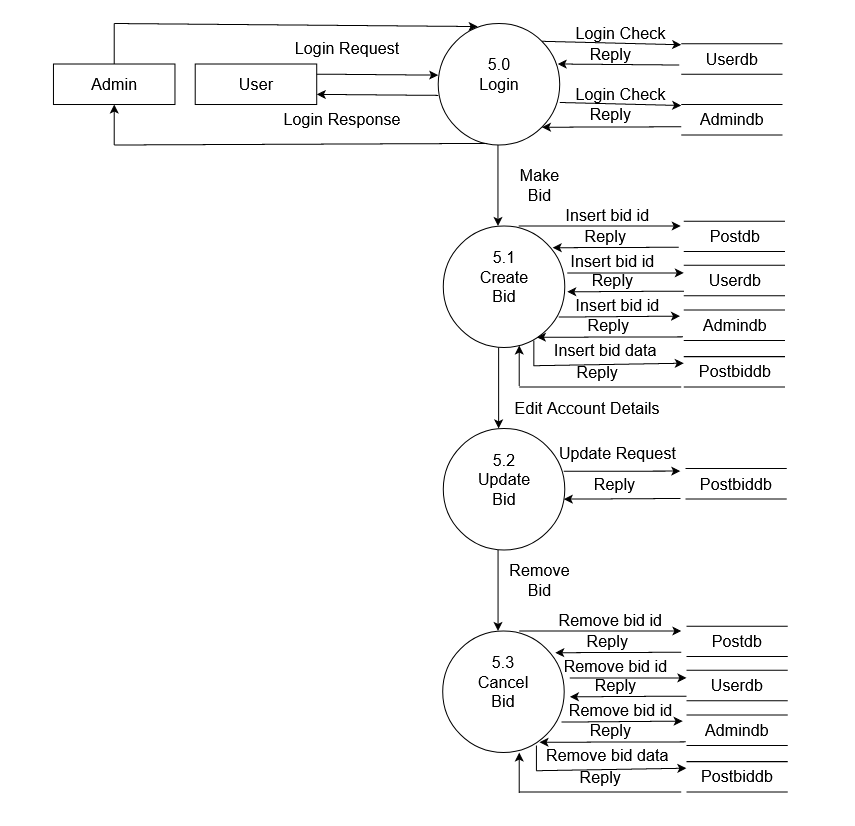 Login Check
Login Request
5.0
Login
Reply
Userdb
Admin
User
Login Check
Login Response
Reply
Admindb
Make
Bid
Insert bid id
Reply
Postdb
5.1
Create
Bid
Insert bid id
Reply
Userdb
Insert bid id
Reply
Admindb
Insert bid data
Reply
Postbiddb
Edit Account Details
5.2
Update
Bid
Update Request
Reply
Postbiddb
Remove
Bid
Remove bid id
Reply
Postdb
5.3
Cancel
Bid
Remove bid id
Reply
Userdb
Remove bid id
Reply
Admindb
Remove bid data
Reply
Postbiddb